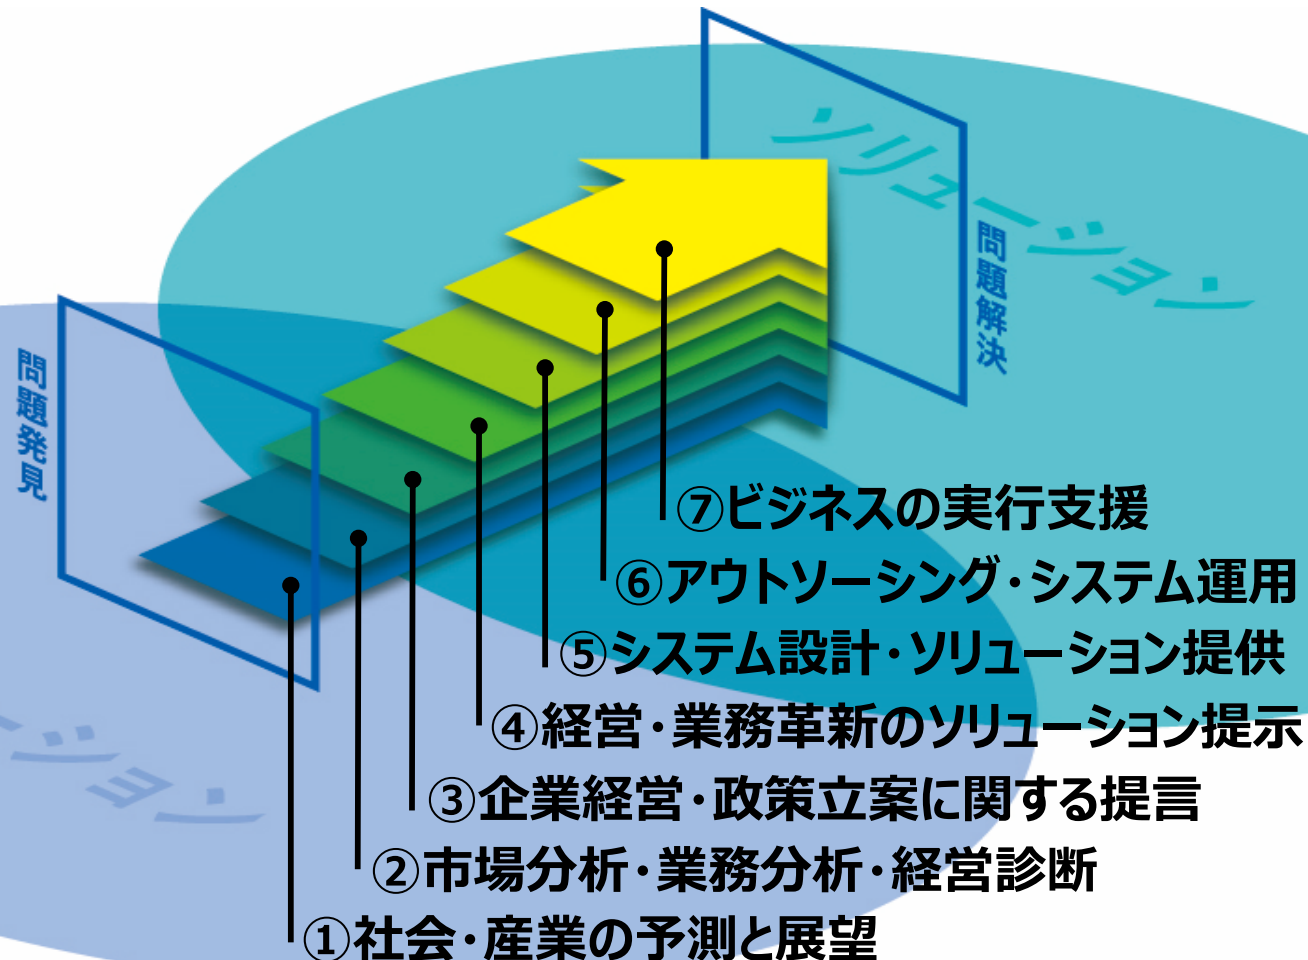 ソリューション
問題解決
問題発見
ション
⑦ビジネスの実行支援
⑥アウトソーシング・システム運用
⑤システム設計・ソリューション提供
④経営・業務革新のソリューション提示
③企業経営・政策立案に関する提言
②市場分析・業務分析・経営診断
①社会・産業の予測と展望